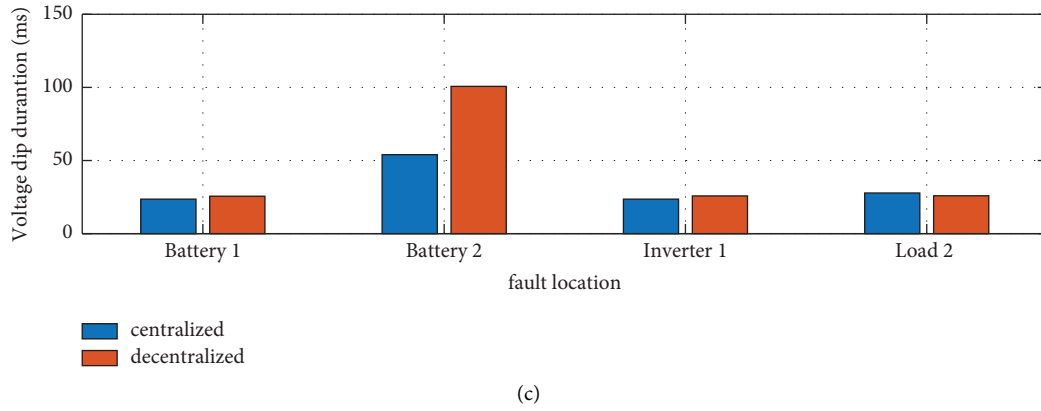 150
100
50
0
Voltage dip durantion (ms)
Battery 1 Battery 2 Inverter 1 Load 2
fault location
centralized
decentralized
(c)